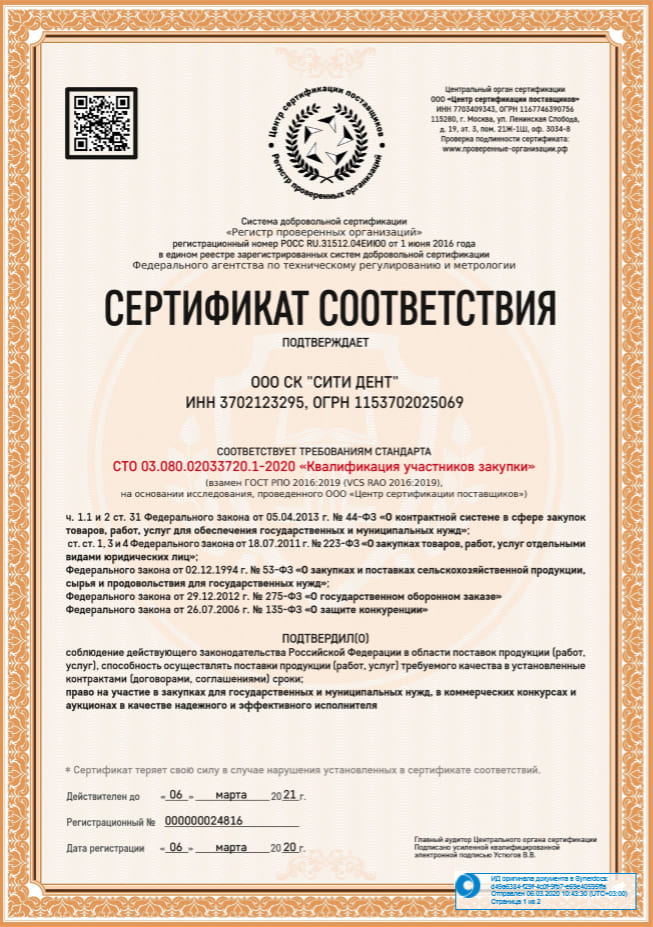 Центр сертификации поставщиков
Регистр проверенных организаций
Центральный орган сертификации
ООО «Центр сертификации поставщиков»
ИНН 7703409343, ОГРН 1167746390756
115280, г. Москва, ул. Ленинская Слобода,
д. 19, эт. 3, пом. 21Ж-1Ш, оф. 3034-8
Проверка подлинности сертификата:
www.проверенные-организации.рф
Система добровольной сертификации
«Регистр проверенных организаций»
регистрационный номер РОСС RU.31512.04ЕИЮ0 от 1 июня 2016 года
в едином реестре зарегистрированных систем добровольной сертификации
Федерального агентства по техническому регулированию и метрологии
СЕРТИФИКАТ СООТВЕТСТВИЯ
ПОДТВЕРЖДАЕТ
ООО СК "СИТИ ДЕНТ"
ИНН 3702123295, ОГРН 1153702025069
СООТВЕТСТВУЕТ ТРЕБОВАНИЯМ СТАНДАРТА
СТО 03.080.02033720.1-2020 «Квалификация участников закупки»
(взамен ГОСТ РПО 2016:2019 (VCS RAO 2016:2019),
на основании исследования, проведенного ООО «Центр сертификации поставщиков»)
ч. 1.1 и 2 ст. 31 Федерального закона от 05.04.2013 г. № 44-ФЗ «О контрактной системе в сфере закупок
товаров, работ, услуг для обеспечения государственных и муниципальных нужд»;
ст. ст. 1, 3 и 4 Федерального закона от 18.07.2011 г. № 223-ФЗ «О закупках товаров, работ, услуг отдельными
видами юридических лиц»;
Федерального закона от 02.12.1994 г. № 53-ФЗ «О закупках и поставках сельскохозяйственной продукции,
сырья и продовольствия для государственных нужд»;
Федерального закона от 29.12.2012 г. № 275-ФЗ «О государственном оборонном заказе»
Федерального закона от 26.07.2006 г. № 135-ФЗ «О защите конкуренции»
ПОДТВЕРДИЛ(О)
соблюдение действующего законодательства Российской Федерации в области поставок продукции (работ,
услуг), способность осуществлять поставки продукции (работ, услуг) требуемого качества в установленные
контрактами (договорами, соглашениями) сроки;
право на участие в закупках для государственных и муниципальных нужд, в коммерческих конкурсах и
аукционах в качестве надежного и эффективного исполнителя
* Сертификат теряет свою силу в случае нарушения установленных в сертификате соответствий.
Действителен до «06» марта 2021 г.
Регистрационный № 000000024816
Дата регистрации «06» марта 2020 г.
Главный аудитор Центрального органа сертификации
Подписано усиленной квалифицированной
электронной подписью Устюгов В.В.
ИД оригинала документа в Synerdocs:
Отправлен 06.03.2020 10:43:30 (UTC+03:00)
Страница 1 из 2